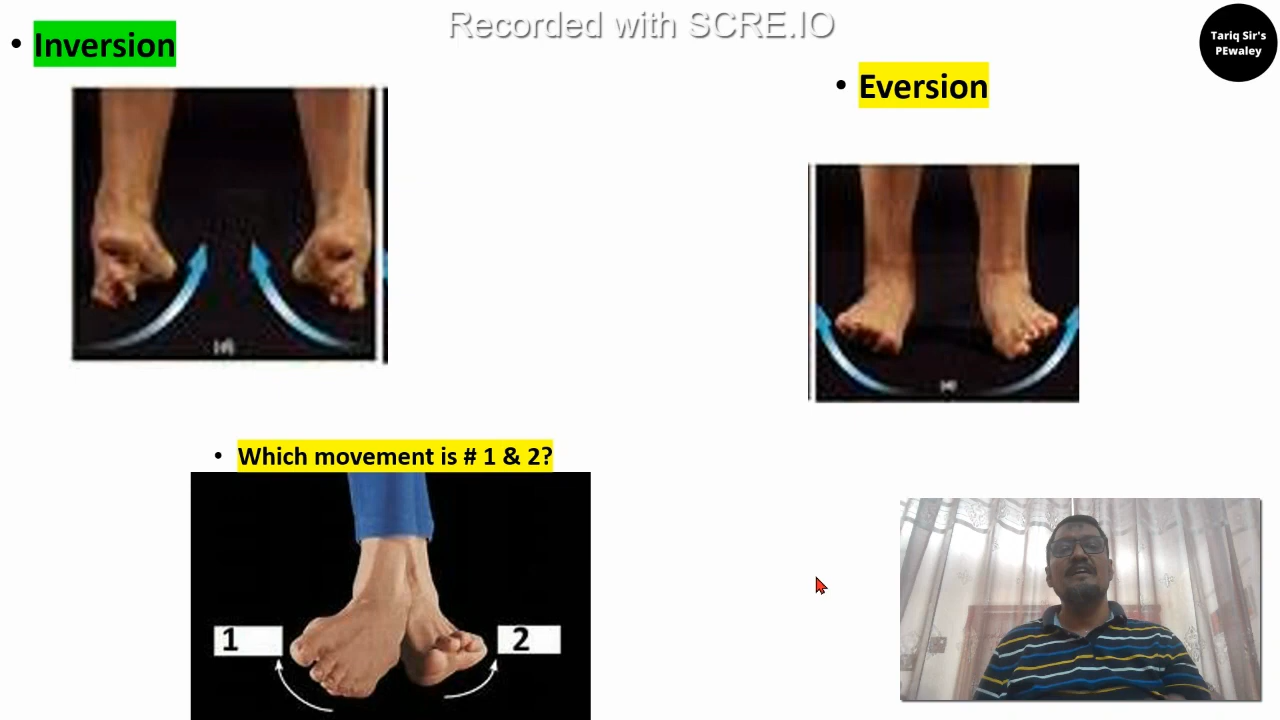 Recorded with SCRE.IO
Inversion
Tariq Sir's
PEwaley
Eversion
(d)
(e)
Which movement is # 1 & 2?
1
2